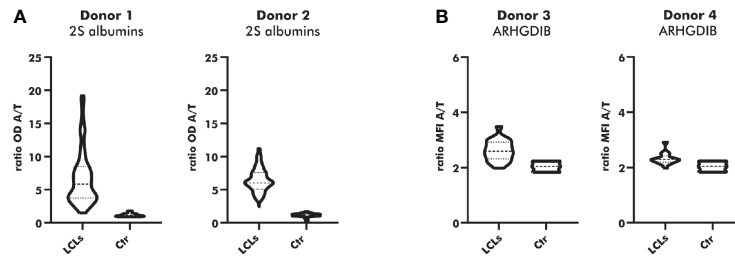 A
Donor 1
2S albumins
25
20
15
10
5
0
ratio OD A/T
LCLs
Ctr
Donor 2
2S albumins
25
20
15
10
5
0
ratio OD A/T
LCLs
Ctr
B
Donor 3
ARHGDIB
6
4
2
0
ratio MFI A/T
LCLs
Ctr
Donor 4
ARHGDIB
6
4
2
0
ratio MFI A/T
LCLs
Ctr